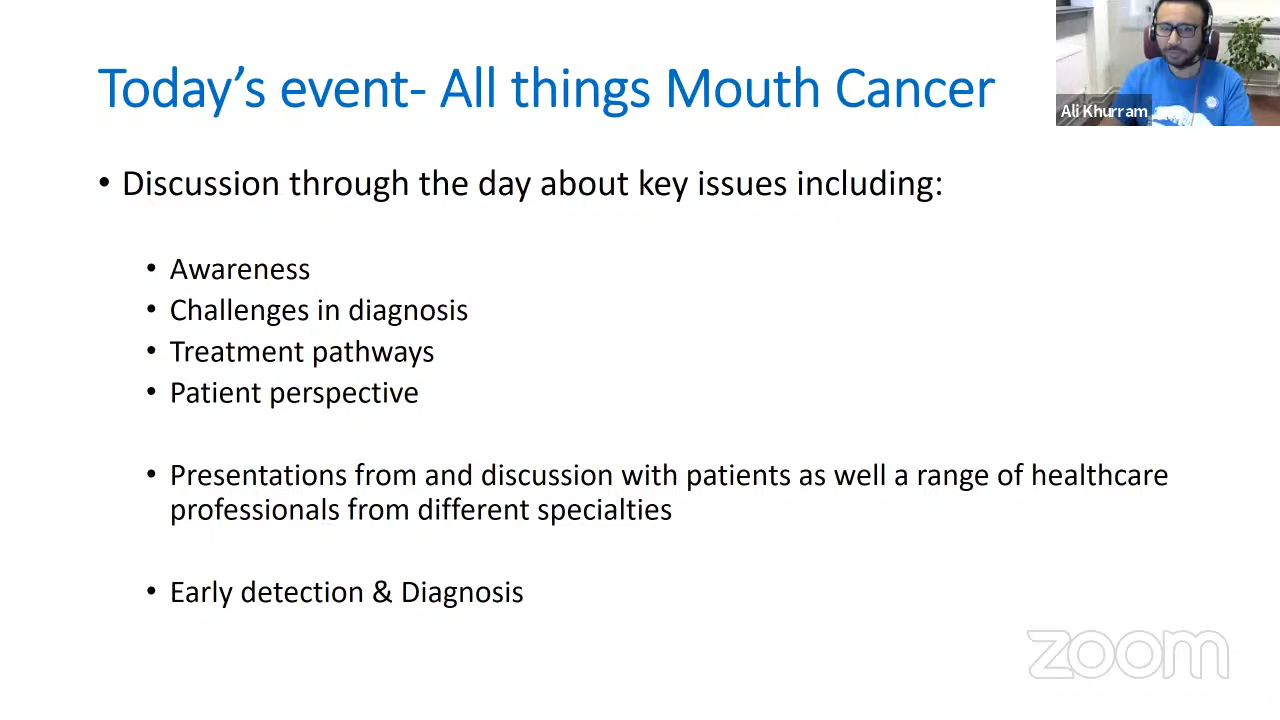 Today's event- All things Mouth Cancer
Ali Khurram
• Discussion through the day about key issues including:
• Awareness
• Challenges in diagnosis
• Treatment pathways
• Patient perspective
• Presentations from and discussion with patients as well a range of healthcare
professionals from different specialties
• Early detection & Diagnosis
zoom